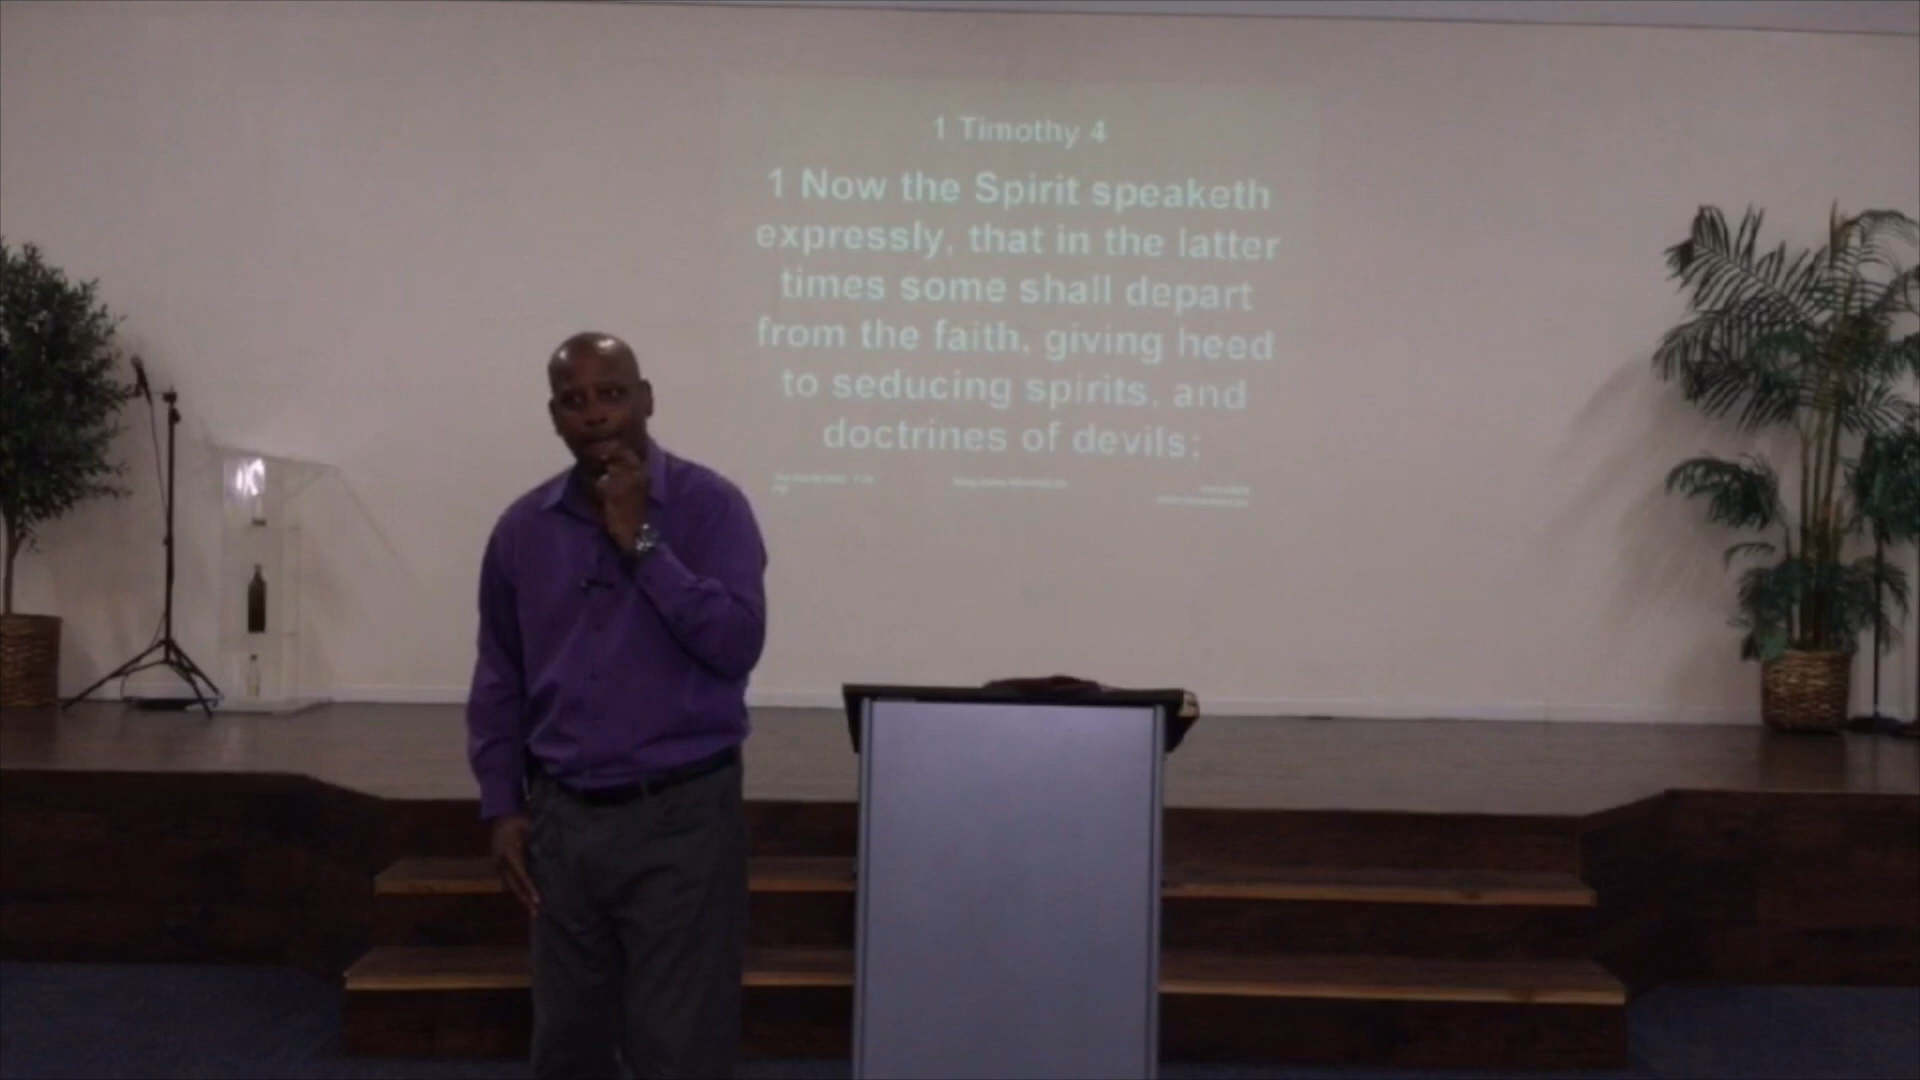 1 Timothy 4
1 Now the Spirit speaketh
expressly, that in the latter
times some shall depart
from the faith, giving heed
to seducing spirits, and
doctrines of devils;